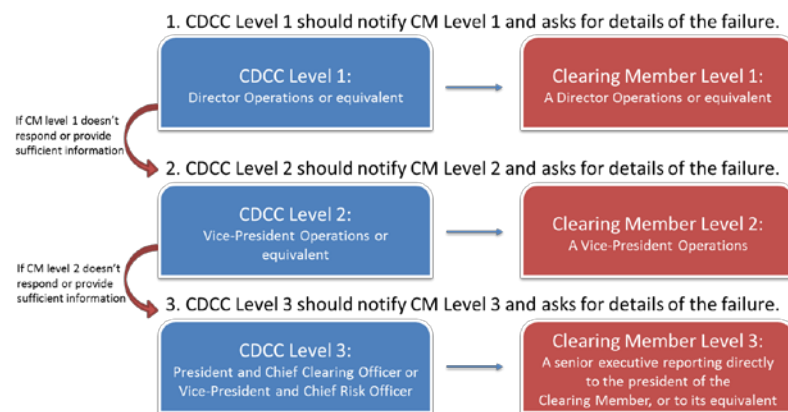 1. CDCC Level 1 should notify CM Level 1 and asks for details of the failure.
CDCC Level 1:
Director Operations or equivalent
Clearing Member Level 1:
A Director Operations or equivalent
If CM level 1 doesn't
respond or provide
sufficient information
2. CDCC Level 2 should notify CM Level 2 and asks for details of the failure.
CDCC Level 2:
Vice-President Operations or
equivalent
Clearing Member Level 2:
A Vice-President Operations
If CM level 2 doesn't
respond or provide
sufficient information
3. CDCC Level 3 should notify CM Level 3 and asks for details of the failure.
CDCC Level 3:
President and Chief Clearing Officer or
Vice-President and Chief Risk Officer
Clearing Member Level 3:
A senior executive reporting directly
to the president of the
Clearing Member, or to its equivalent